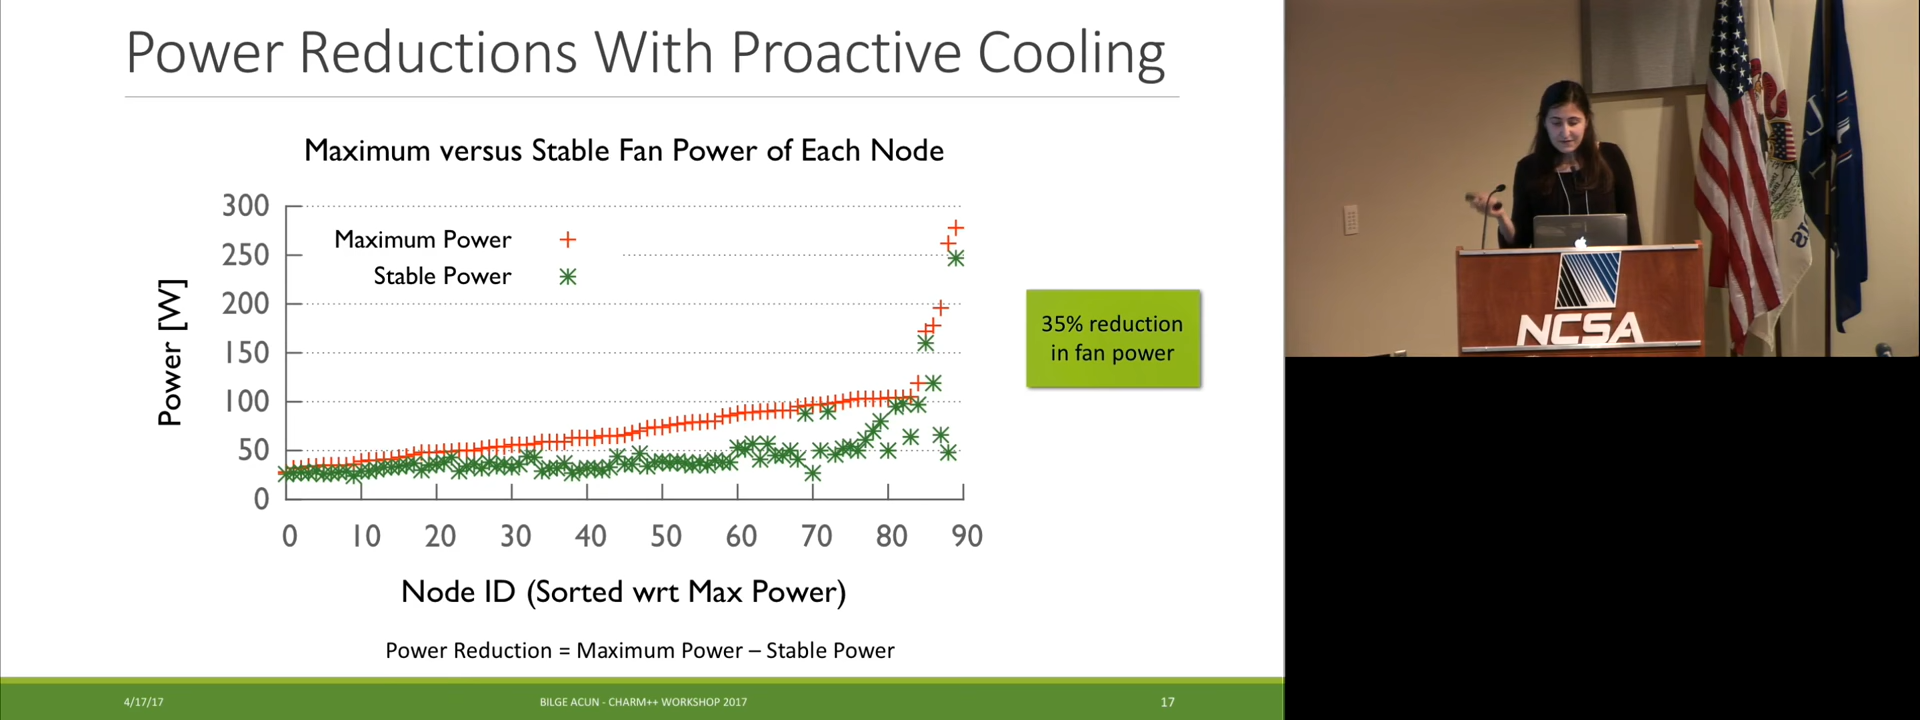 Power Reductions With Proactive Cooling
Maximum versus Stable Fan Power of Each Node
300
250
200
150
100
50
0
Power [W]
Maximum Power
Stable Power
0 10 20 30 40 50 60 70 80 90
Node ID (Sorted wrt Max Power)
35% reduction
in fan power
Power Reduction = Maximum Power – Stable Power
4/17/17
BILGE ACUN - CHARM++ WORKSHOP 2017
17
NCSA